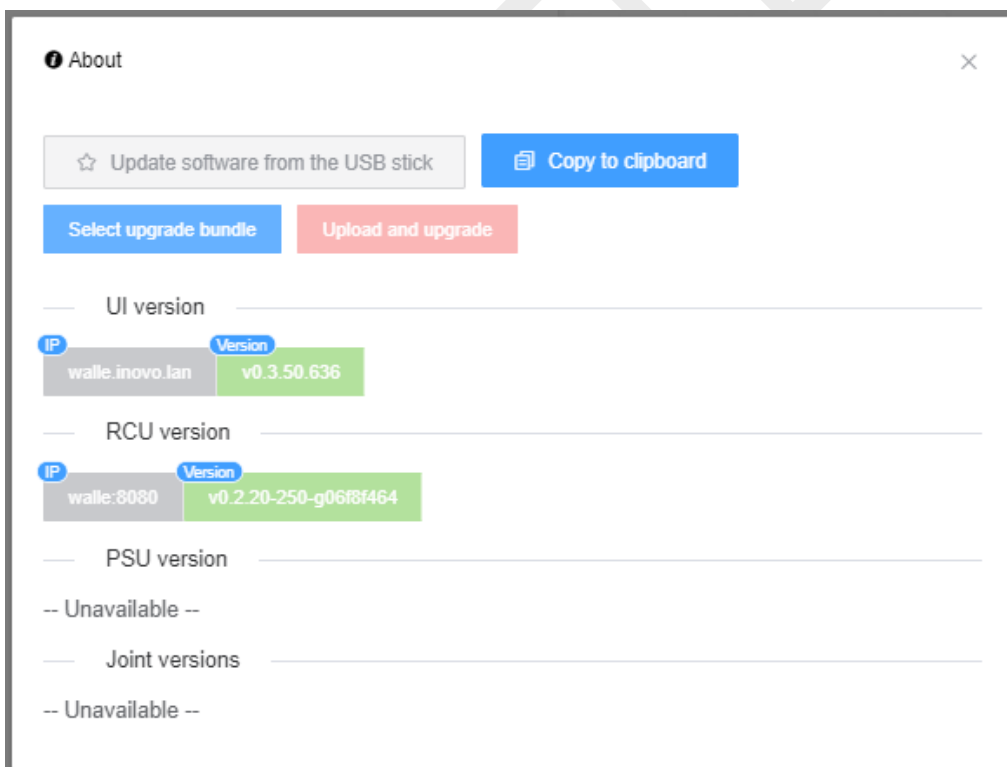 About
Update software from the USB stick
Copy to clipboard
Select upgrade bundle
Upload and upgrade
UI version
IP
Version
walle.inovo.lan
v0.3.50.636
RCU version
IP
Version
walle:8080
v0.2.20-250-g06f8f464
PSU version
-- Unavailable --
Joint versions
-- Unavailable --